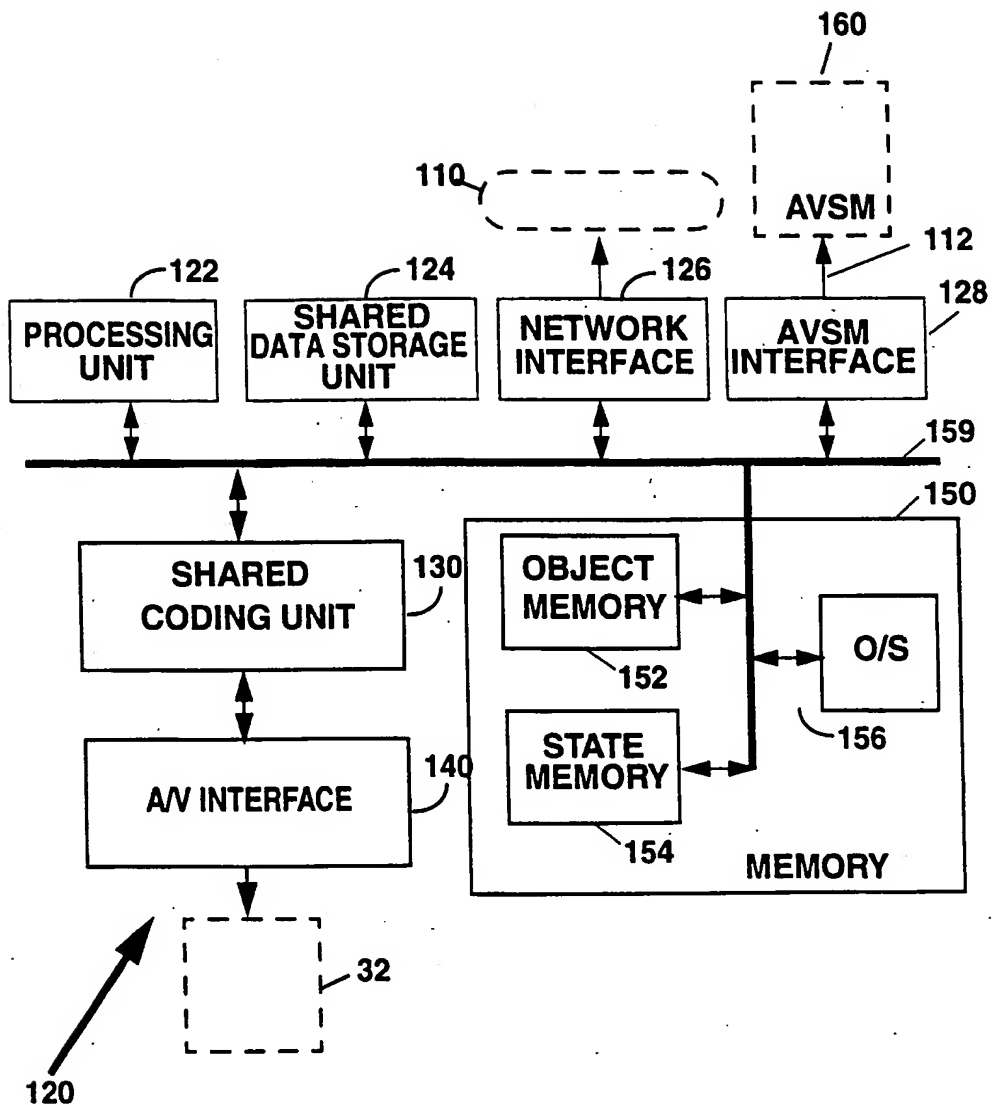 160
110
AVSM
112
122
124
126
128
PROCESSING
UNIT
SHARED
DATA STORAGE
UNIT
NETWORK
INTERFACE
AVSM
INTERFACE
159
150
SHARED
CODING UNIT
130
OBJECT
MEMORY
152
O/S
156
A/V INTERFACE
140
STATE
MEMORY
154
MEMORY
32
120